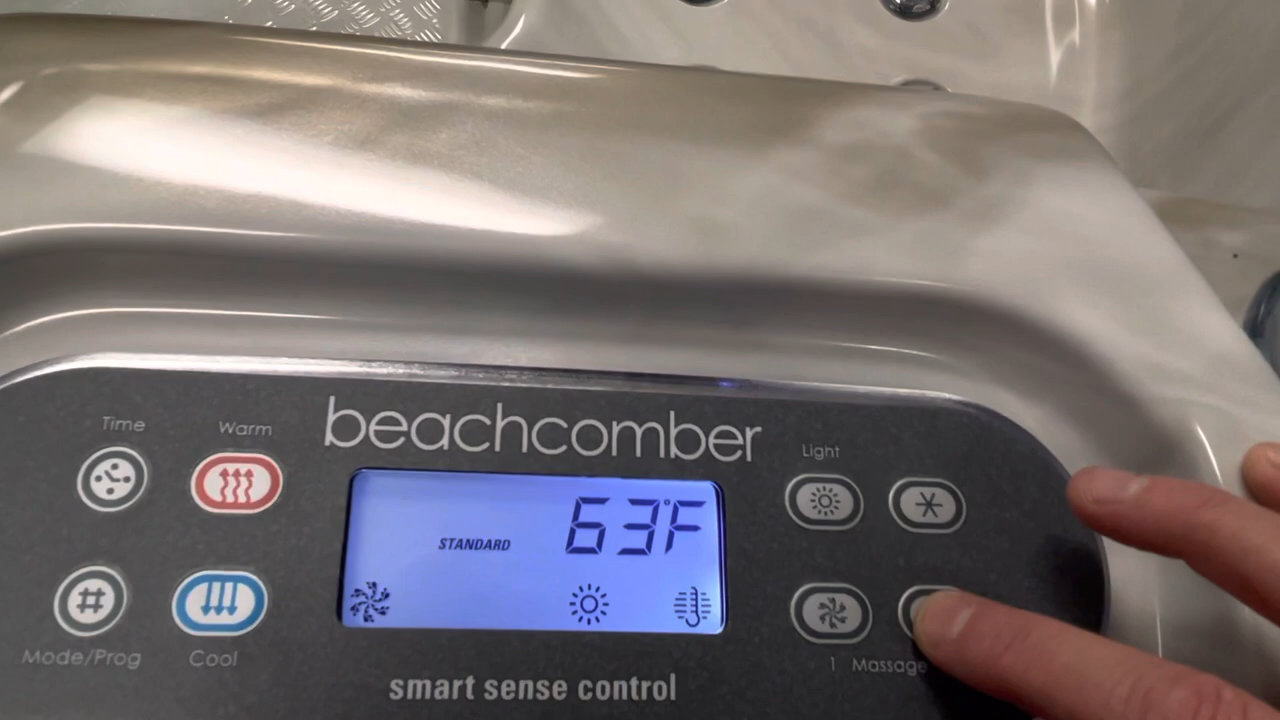 Time
Warm
beachcomber
Light
63°F
STANDARD
Mode/Prog
Cool
1 Massage
smart sense control